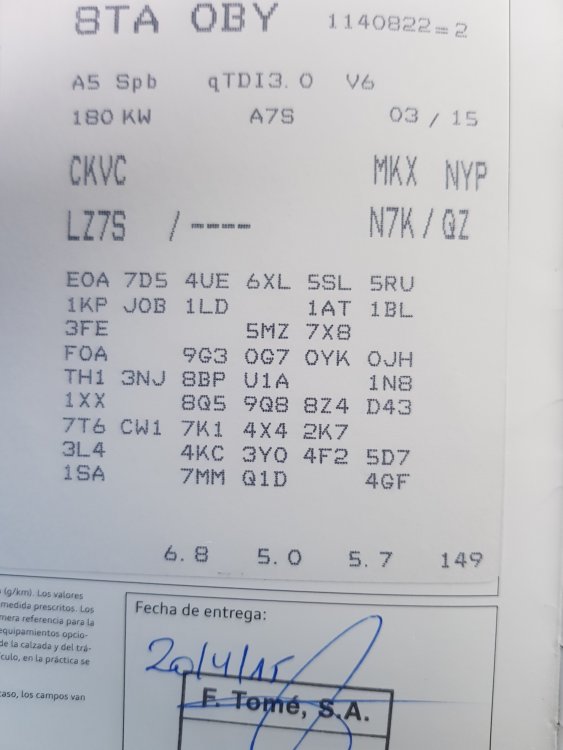 8TA 0BY 1140822=2
A5 Spb qTDI3.0 V6
180 KW A7S 03 / 15
CKVC MKX NYP
LZ7S /---- N7K / QZ
E0A 7D5 4UE 6XL 5SL 5RU
1KP J0B 1LD 1AT 1BL
3FE 5MZ 7X8
F0A 9G3 0G7 0YK 0JH
TH1 3NJ 8BP U1A 1N8
1XX 8Q5 9Q8 8Z4 D43
7T6 CW1 7K1 4X4 2K7
3L4 4KC 3Y0 4F2 5D7
1SA 7MM Q1D 4GF
6.8 5.0 5.7 149
(g/km). Los valores
medida prescritos. Los
mera referencia para la
equipamientos opcio-
de la calzada y del trá-
culo, en la práctica se
caso, los campos van
Fecha de entrega:
20/4/15
F. Tomé, S.A.